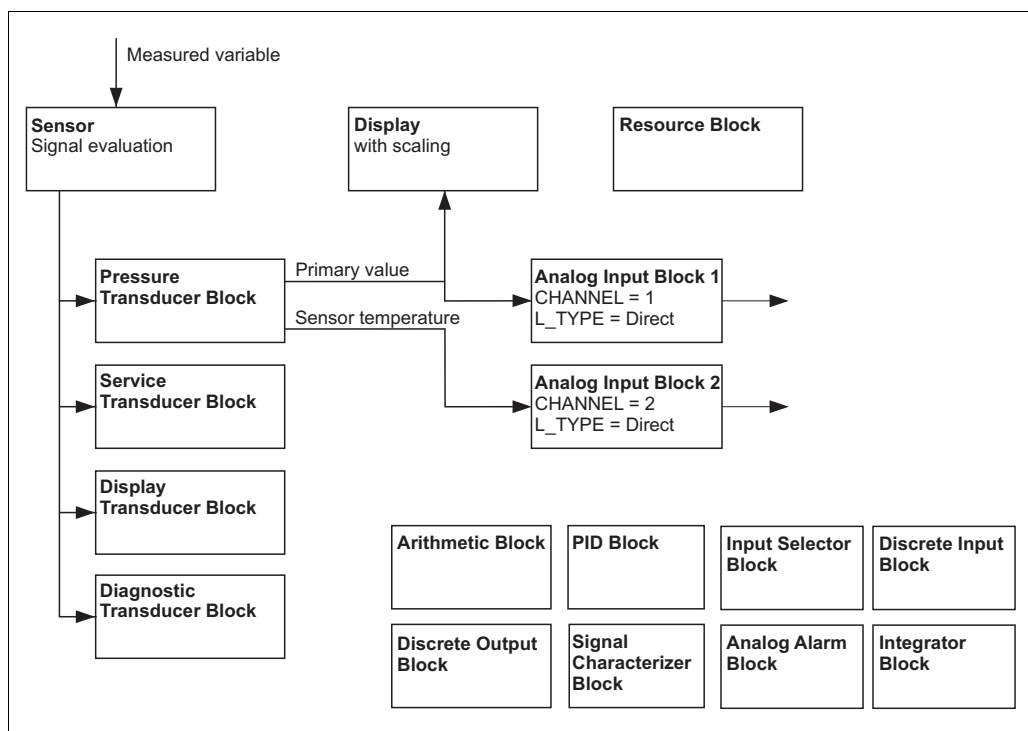 Measured variable
Sensor
Signal evaluation
Display
with scaling
Resource Block
Pressure
Transducer Block
Primary value
Sensor temperature
Analog Input Block 1
CHANNEL = 1
L_TYPE = Direct
Service
Transducer Block
Analog Input Block 2
CHANNEL = 2
L_TYPE = Direct
Display
Transducer Block
Diagnostic
Transducer Block
Arithmetic Block
PID Block
Input Selector
Block
Discrete Input
Block
Discrete Output
Block
Signal
Characterizer
Block
Analog Alarm
Block
Integrator
Block